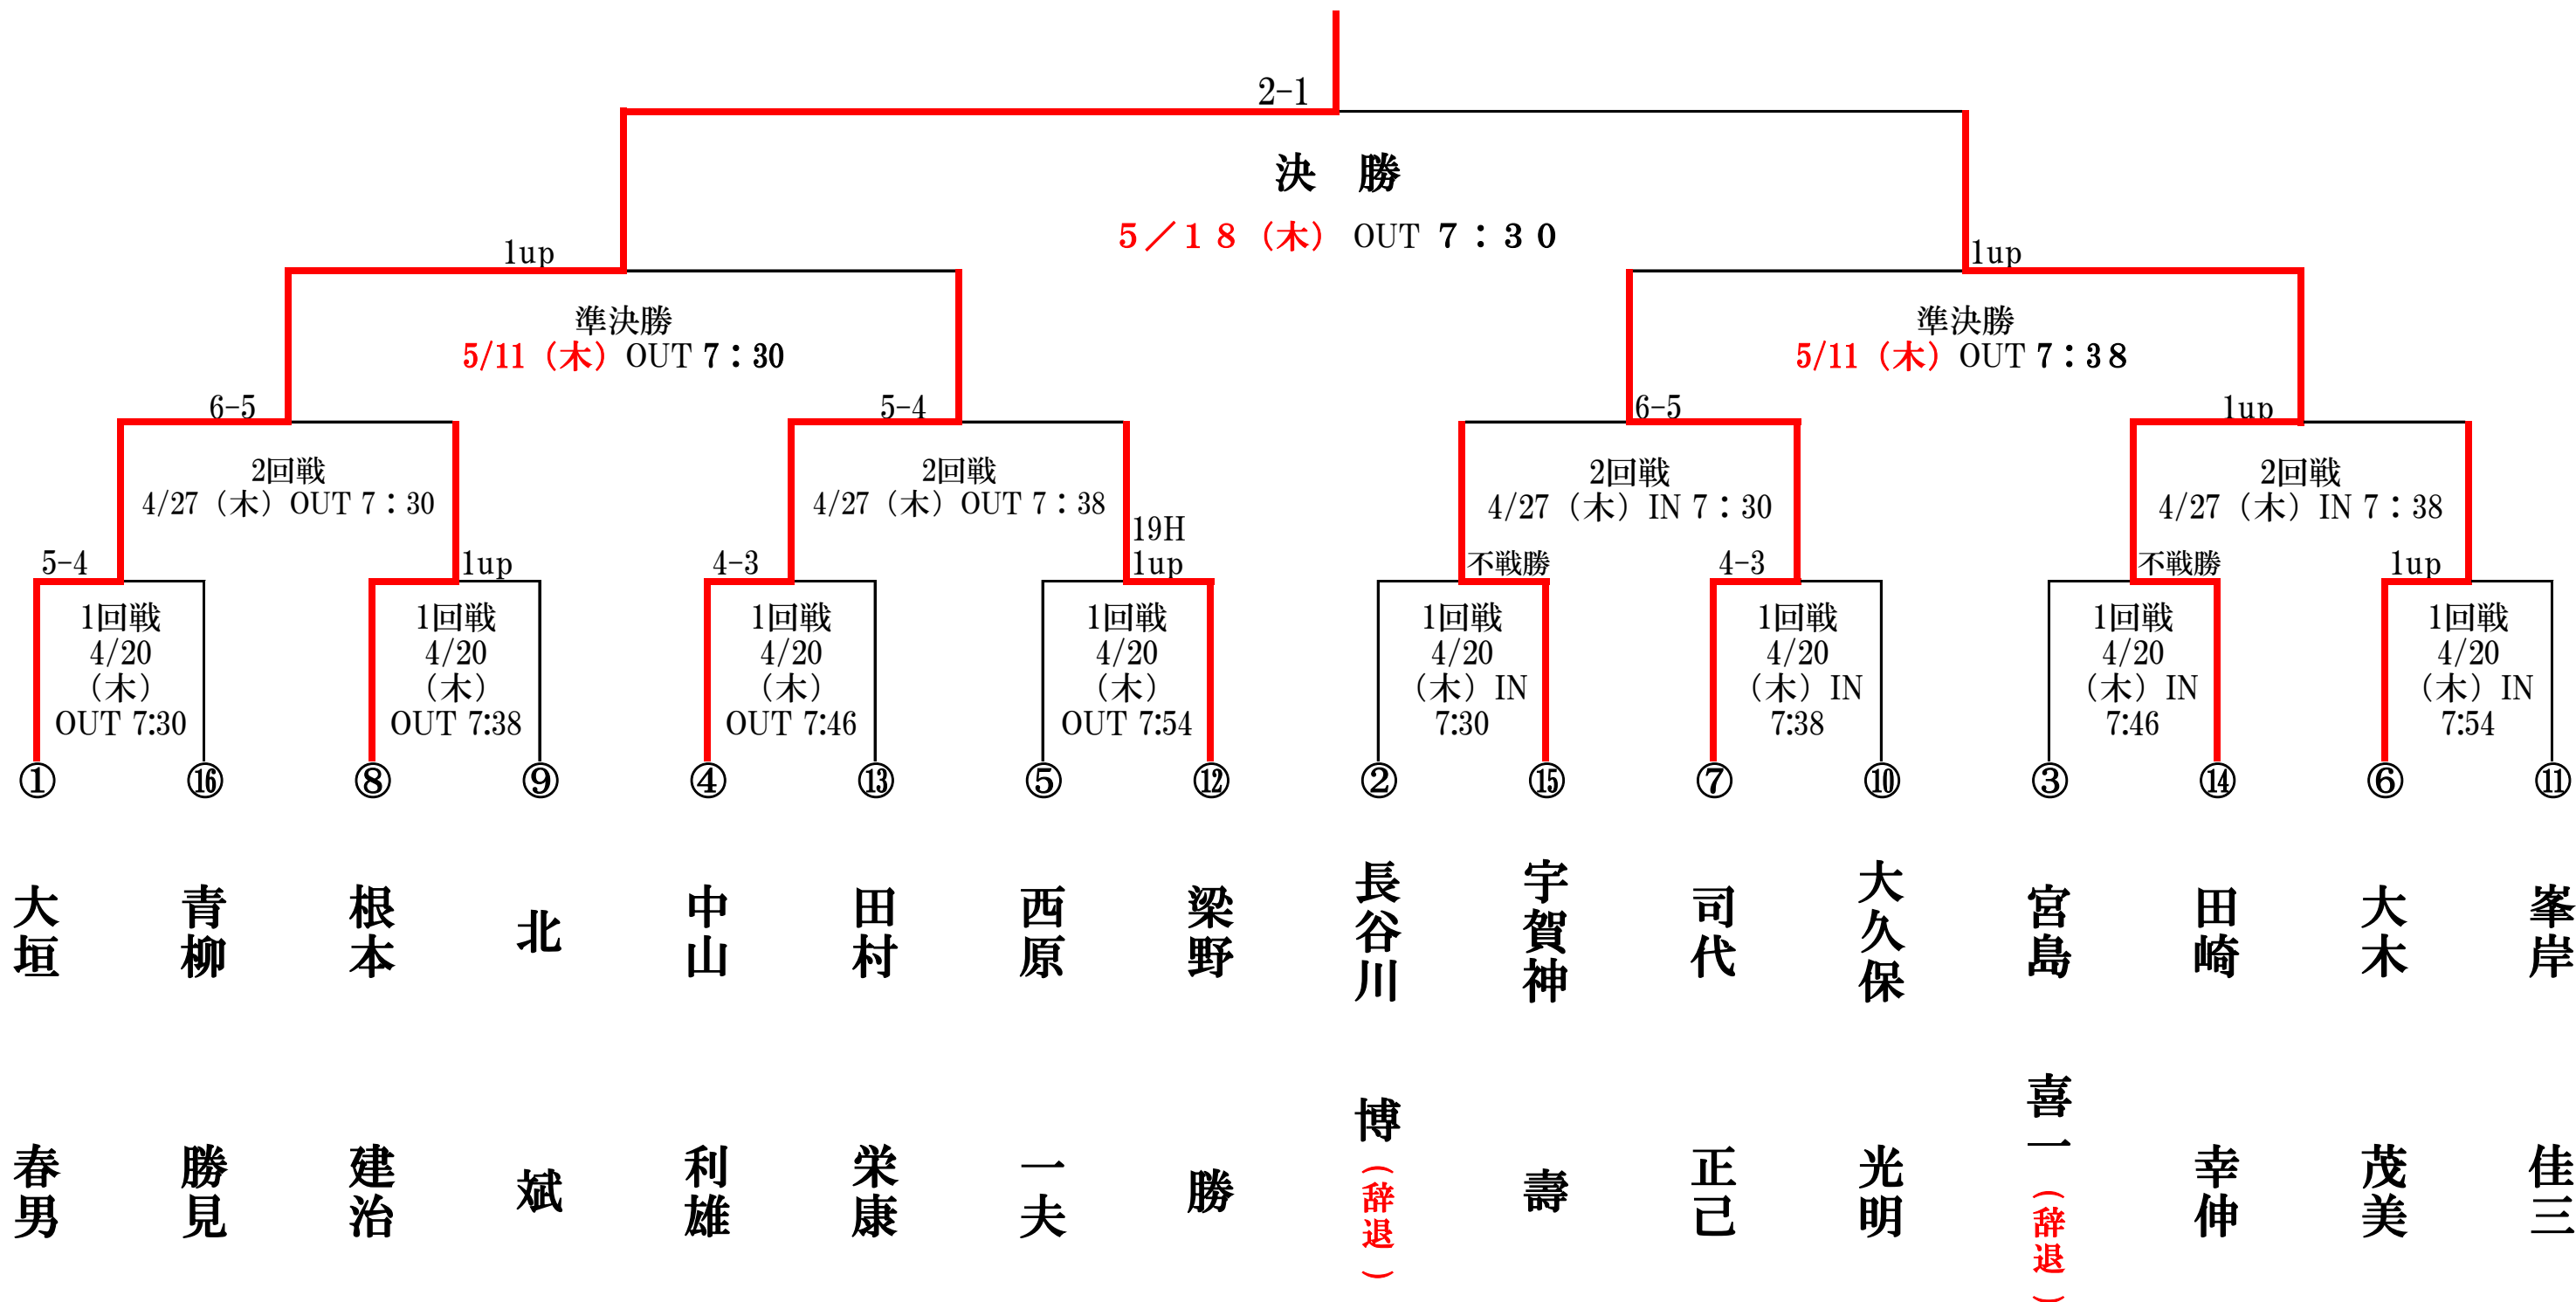 2-1
決　勝
5／18（木） OUT 7：30
1up
1up
準決勝
5/11（木）OUT 7：30
準決勝
5/11（木）OUT 7：38
6-5
5-4
6-5
1up
2回戦
4/27（木）OUT 7：30
2回戦
4/27（木）OUT 7：38
2回戦
4/27（木）IN 7：30
2回戦
4/27（木）IN 7：38
5-4
1up
4-3
19H
1up
不戦勝
4-3
不戦勝
1up
1回戦
4/20
（木）
OUT 7:30
1回戦
4/20
（木）
OUT 7:38
1回戦
4/20
（木）
OUT 7:46
1回戦
4/20
（木）
OUT 7:54
1回戦
4/20
（木）IN
7:30
1回戦
4/20
（木）IN
7:38
1回戦
4/20
（木）IN
7:46
1回戦
4/20
（木）IN
7:54
①
⑯
⑧
⑨
④
⑬
⑤
⑫
②
⑮
⑦
⑩
③
⑭
⑥
⑪
大垣　春男
青柳　勝見
根本　建治
北　斌
中山　利雄
田村　栄康
西原　一夫
梁野　勝
長谷川　博（辞退）
宇賀神　壽
司代　正己
大久保　光明
宮島　喜一（辞退）
田崎　幸伸
大木　茂美
峯岸　佳三